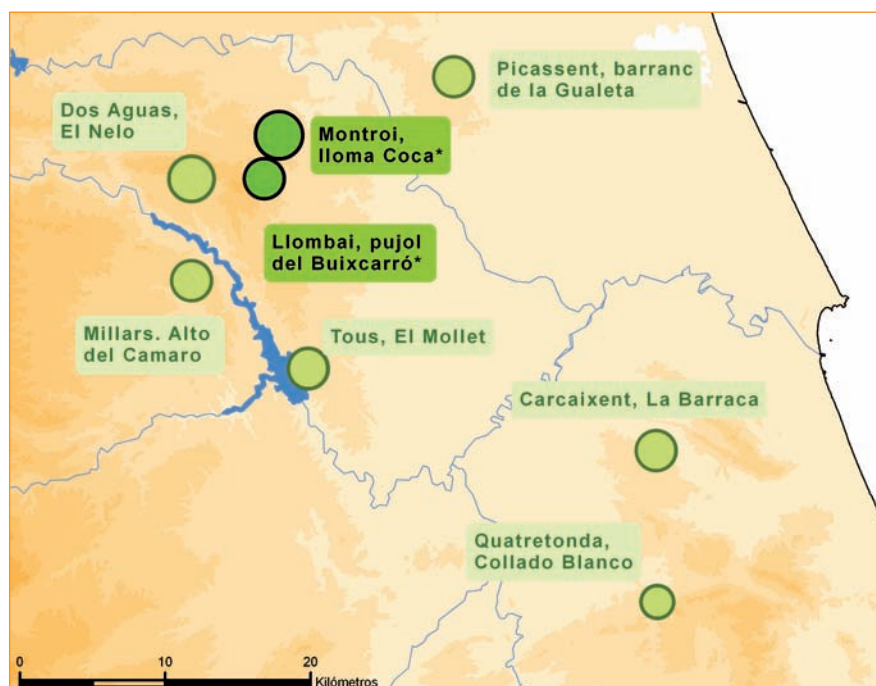 Picassent, barranc
de la Gualeta
Dos Aguas,
El Nelo
Montroi,
lloma Coca*
Llombai, pujol
del Buixcarró*
Millars. Alto
del Camaro
Tous, El Mollet
Carcaixent, La Barraca
Quatretonda,
Collado Blanco
0 10 20
Kilómetros